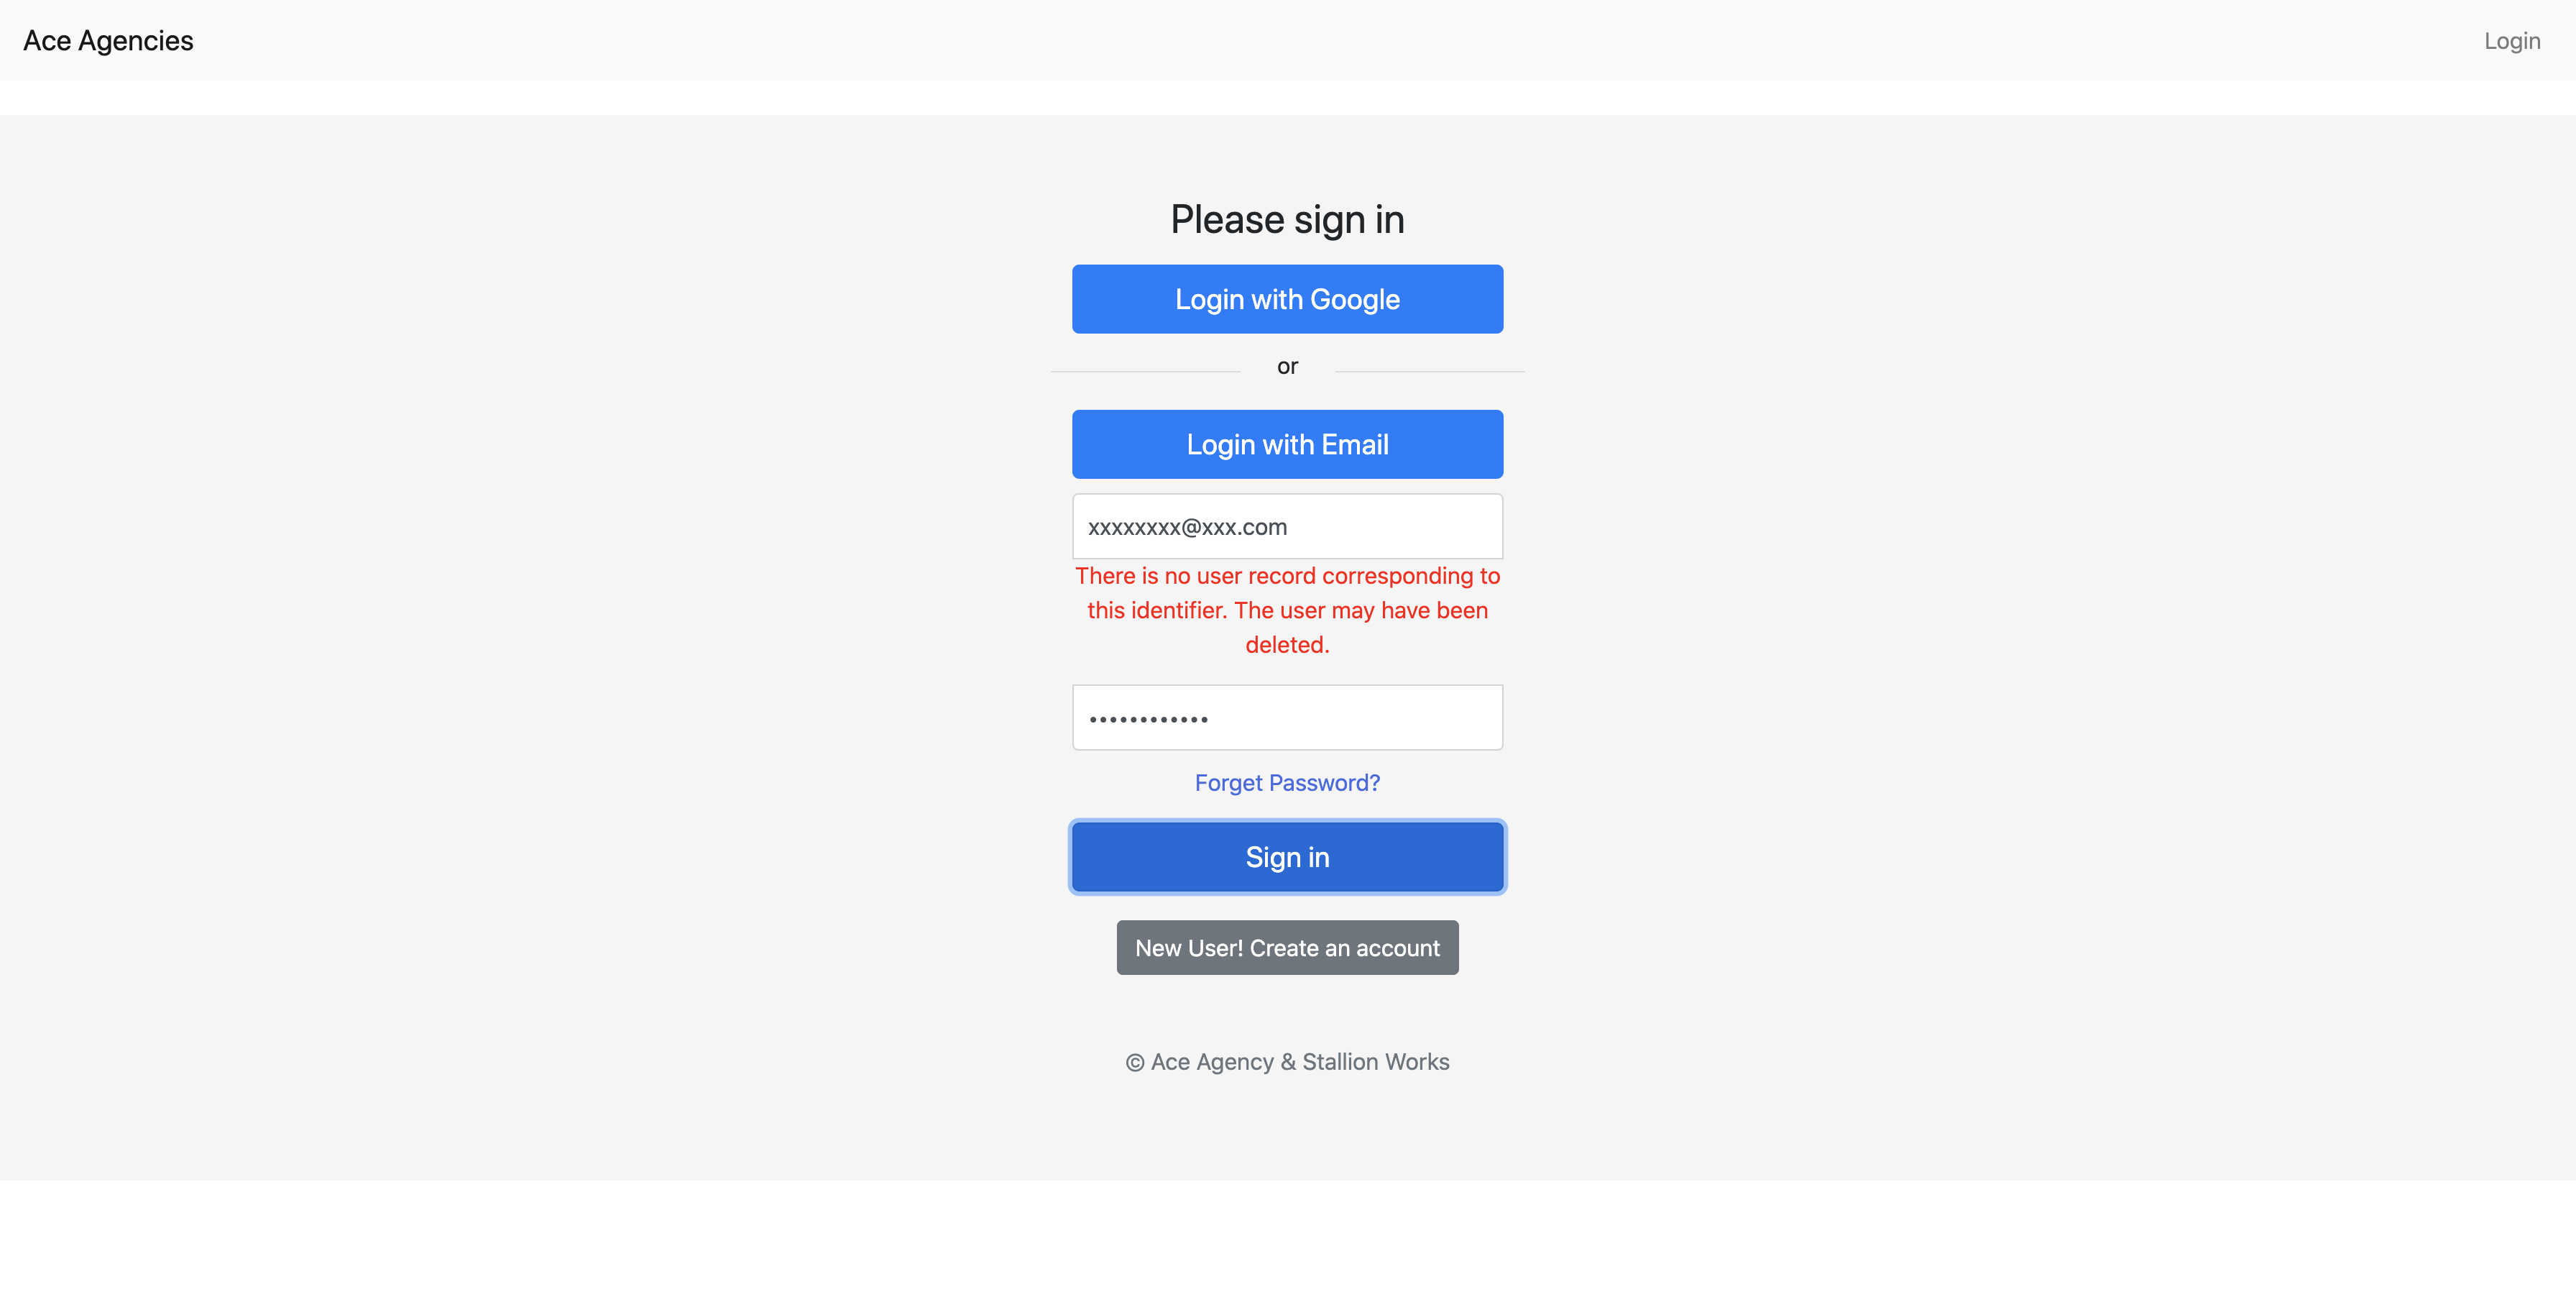 Ace Agencies
Login
Please sign in
Login with Google
or
Login with Email
xxxxxxxx@xxx.com
There is no user record corresponding to
this identifier. The user may have been
deleted.
••••••••••••
Forget Password?
Sign in
New User! Create an account
© Ace Agency & Stallion Works